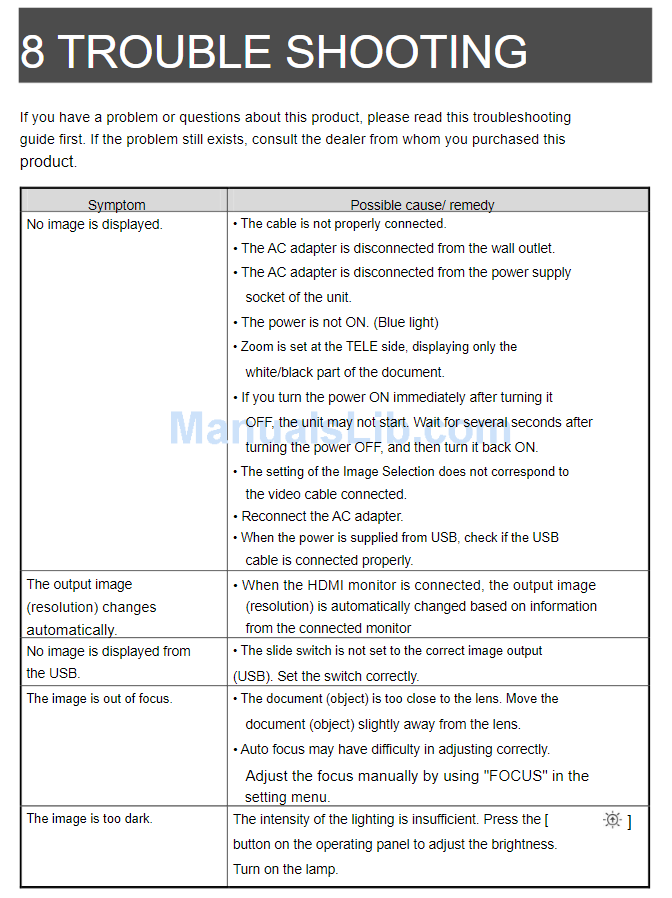 8 TROUBLE SHOOTING
If you have a problem or questions about this product, please read this troubleshooting
guide first. If the problem still exists, consult the dealer from whom you purchased this
product.
Symptom
Possible cause/ remedy
No image is displayed.
• The cable is not properly connected.
• The AC adapter is disconnected from the wall outlet.
• The AC adapter is disconnected from the power supply
socket of the unit.
• The power is not ON. (Blue light)
• Zoom is set at the TELE side, displaying only the
white/black part of the document.
• If you turn the power ON immediately after turning it
OFF, the unit may not start. Wait for several seconds after
turning the power OFF, and then turn it back ON.
• The setting of the Image Selection does not correspond to
the video cable connected.
• Reconnect the AC adapter.
• When the power is supplied from USB, check if the USB
cable is connected properly.
The output image
(resolution) changes
automatically.
• When the HDMI monitor is connected, the output image
(resolution) is automatically changed based on information
from the connected monitor
No image is displayed from
the USB.
• The slide switch is not set to the correct image output
(USB). Set the switch correctly.
The image is out of focus.
• The document (object) is too close to the lens. Move the
document (object) slightly away from the lens.
• Auto focus may have difficulty in adjusting correctly.
Adjust the focus manually by using "FOCUS" in the
setting menu.
The image is too dark.
The intensity of the lighting is insufficient. Press the [ ]
button on the operating panel to adjust the brightness.
Turn on the lamp.
ManualsLib.com